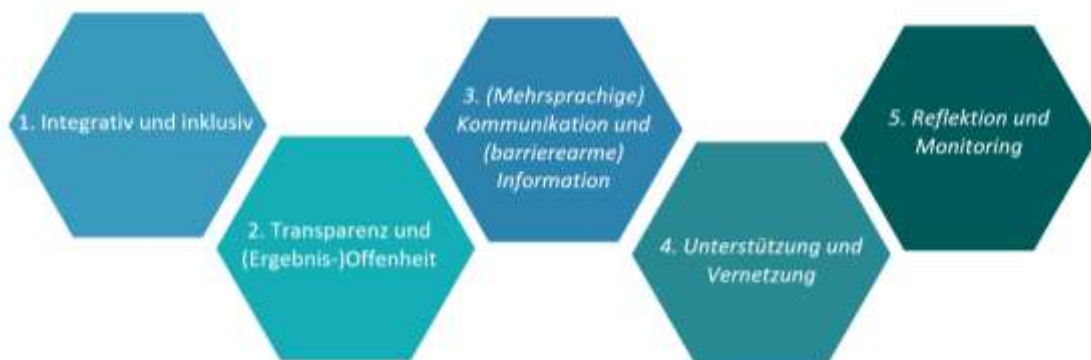 1. Integrativ und inklusiv
2. Transparenz und
(Ergebnis-)Offenheit
3. (Mehrsprachige)
Kommunikation und
(barrierearme)
Information
4. Unterstützung und
Vernetzung
5. Reflektion und
Monitoring